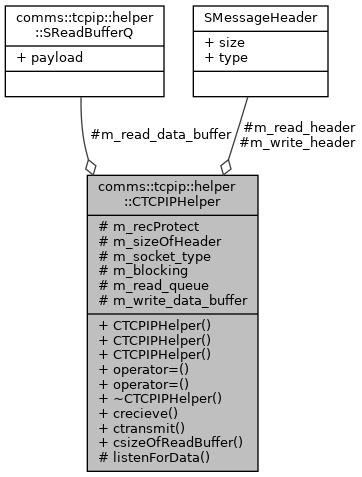 comms::tcpip::helper
::SReadBufferQ
+ payload
SMessageHeader
+ size
+ type
#m_read_data_buffer
#m_read_header
#m_write_header
comms::tcpip::helper
::CTCPIPHelper
# m_recProtect
# m_sizeOfHeader
# m_socket_type
# m_blocking
# m_read_queue
# m_write_data_buffer
+ CTCPIPHelper()
+ CTCPIPHelper()
+ CTCPIPHelper()
+ operator=()
+ operator=()
+ ~CTCPIPHelper()
+ crecieve()
+ ctransmit()
+ csizeOfReadBuffer()
# listenForData()